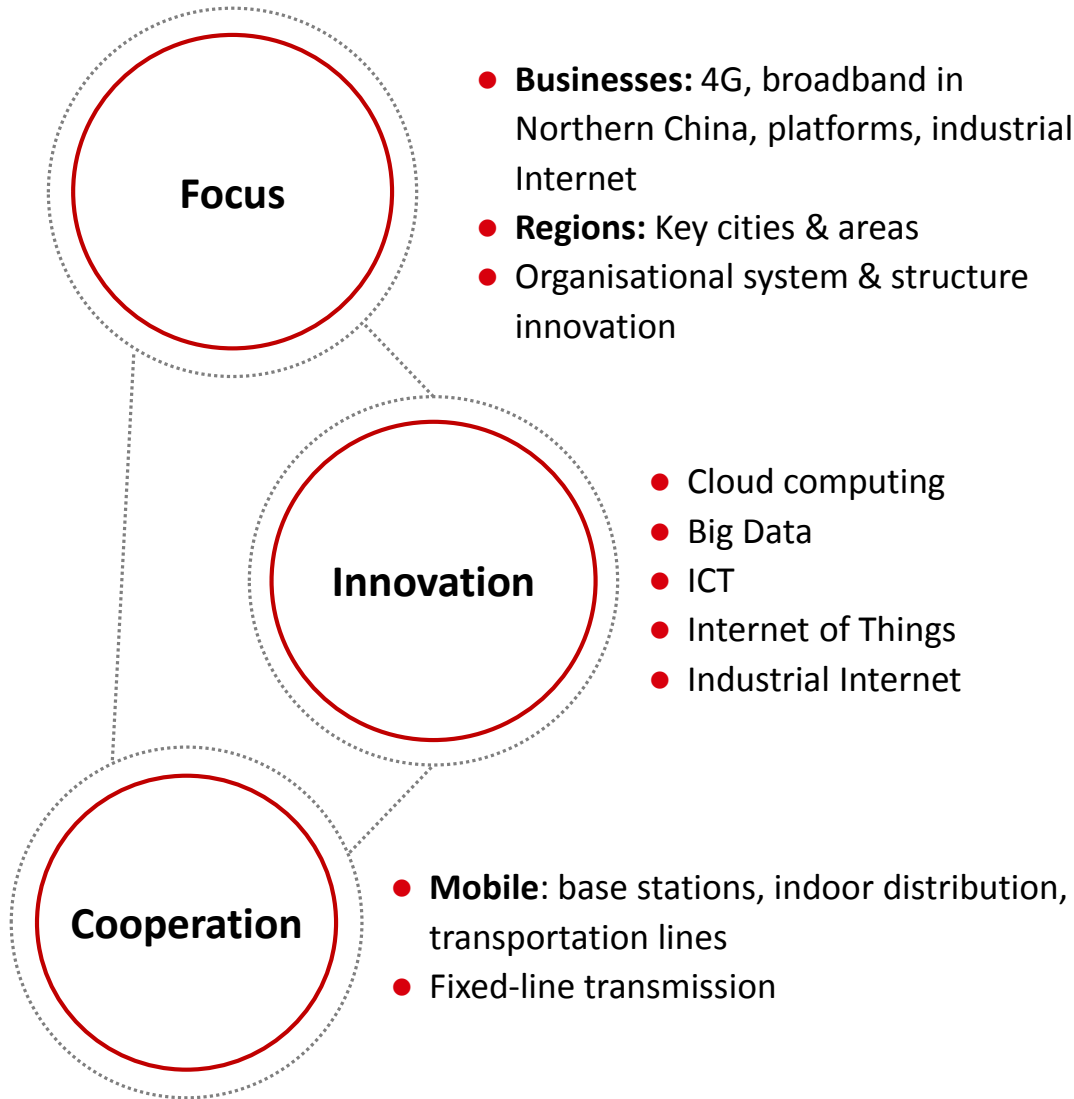 Focus
● Businesses: 4G, broadband in
Northern China, platforms, industrial
Internet
● Regions: Key cities & areas
● Organisational system & structure
innovation
Innovation
● Cloud computing
● Big Data
● ICT
● Internet of Things
● Industrial Internet
Cooperation
● Mobile: base stations, indoor distribution,
transportation lines
● Fixed-line transmission